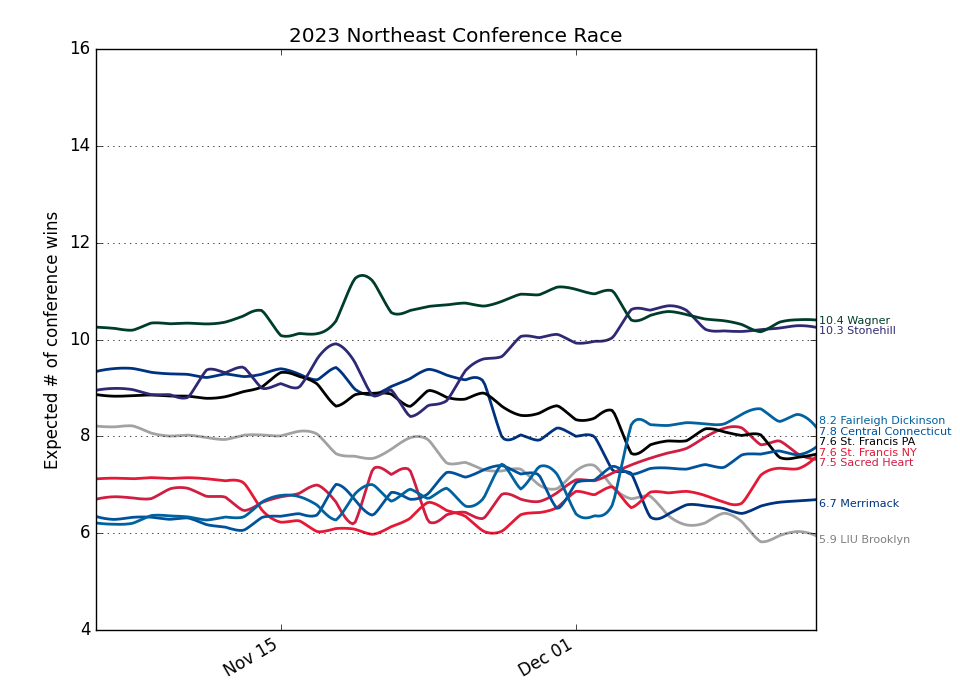 2023 Northeast Conference Race
Expected # of conference wins
16
14
12
10
8
6
4
Nov 15
Dec 01
10.4 Wagner
10.3 Stonehill
8.2 Fairleigh Dickinson
7.8 Central Connecticut
7.6 St. Francis PA
7.6 St. Francis NY
7.5 Sacred Heart
6.7 Merrimack
5.9 LIU Brooklyn